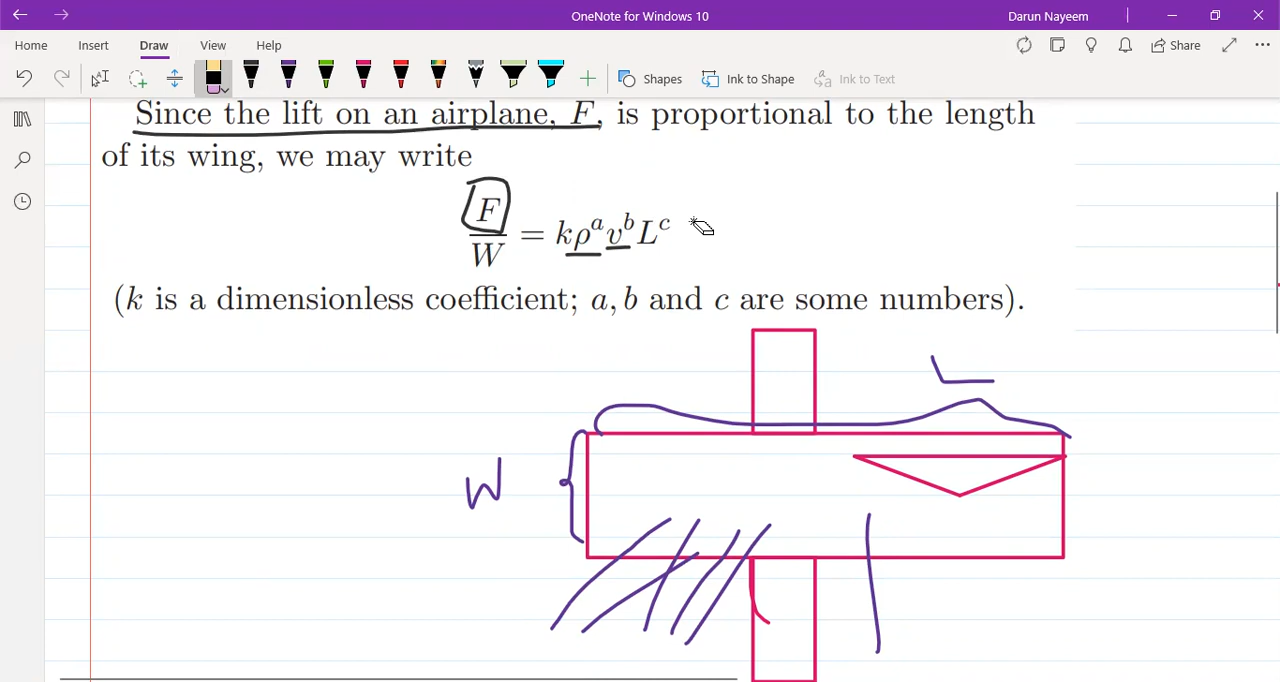 OneNote for Windows 10
Darun Nayeem
Home Insert Draw View Help
Share
Shapes
Ink to Shape
Ink to Text
Since the lift on an airplane, F, is proportional to the length
of its wing, we may write
F/W = kρᵃvᵇLᶜ
(k is a dimensionless coefficient; a, b and c are some numbers).
L
W